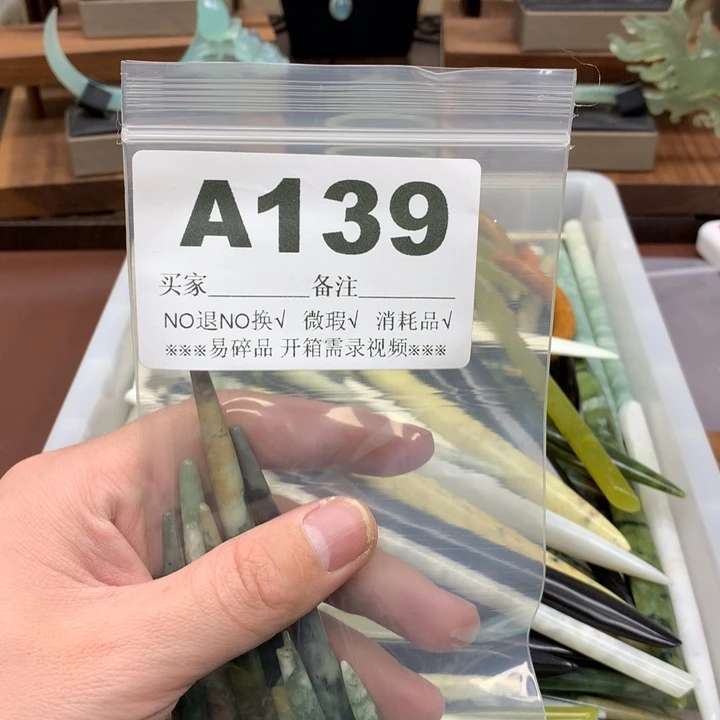 A139
买家________备注________
NO退NO换√ 微瑕√ 消耗品√
※※※易碎品 开箱需录视频※※※